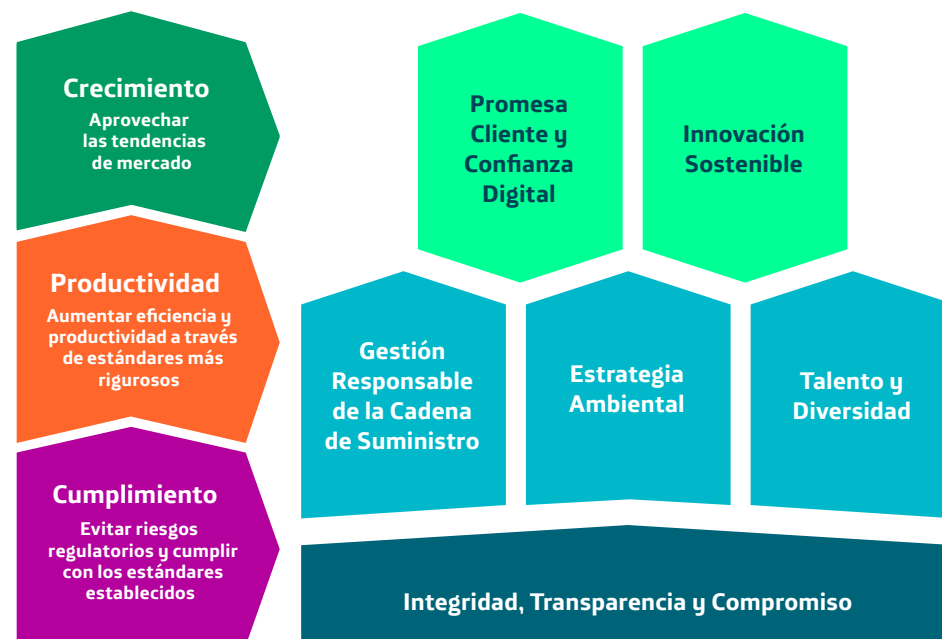 Crecimiento
Aprovechar
las tendencias
de mercado
Productividad
Aumentar eficiencia y
productividad a través
de estándares más
rigurosos
Cumplimiento
Evitar riesgos
regulatorios y cumplir
con los estándares
establecidos
Promesa
Cliente y
Confianza
Digital
Innovación
Sostenible
Gestión
Responsable
de la Cadena
de Suministro
Estrategia
Ambiental
Talento y
Diversidad
Integridad, Transparencia y Compromiso